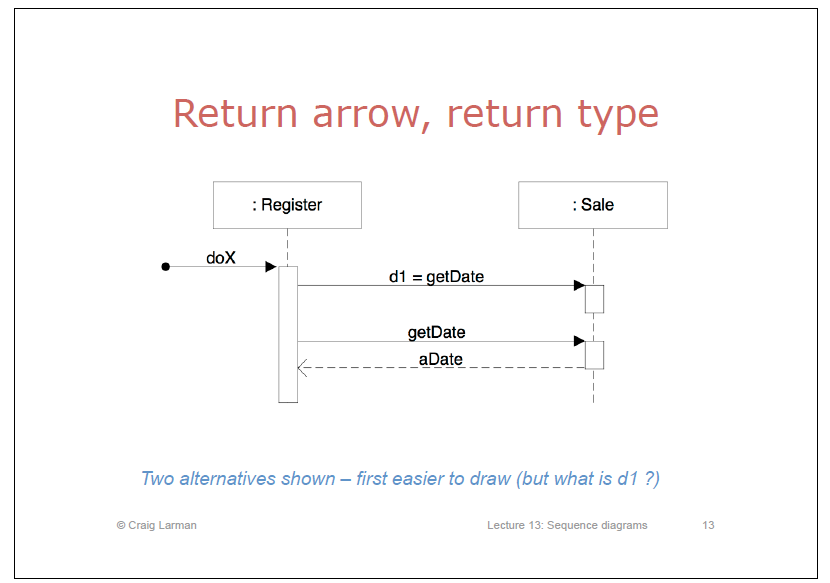 Return arrow, return type
: Register
: Sale
doX
d1 = getDate
getDate
aDate
Two alternatives shown – first easier to draw (but what is d1 ?)
© Craig Larman
Lecture 13: Sequence diagrams
13